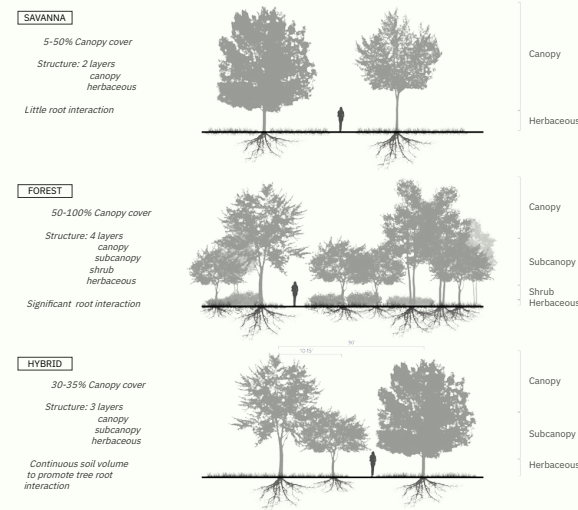 SAVANNA
5-50% Canopy cover
Structure: 2 layers
canopy
herbaceous
Little root interaction
Canopy
Herbaceous
FOREST
50-100% Canopy cover
Structure: 4 layers
canopy
subcanopy
shrub
herbaceous
Significant root interaction
Canopy
Subcanopy
Shrub
Herbaceous
HYBRID
30-35% Canopy cover
Structure: 3 layers
canopy
subcanopy
herbaceous
Continuous soil volume
to promote tree root
interaction
Canopy
Subcanopy
Herbaceous